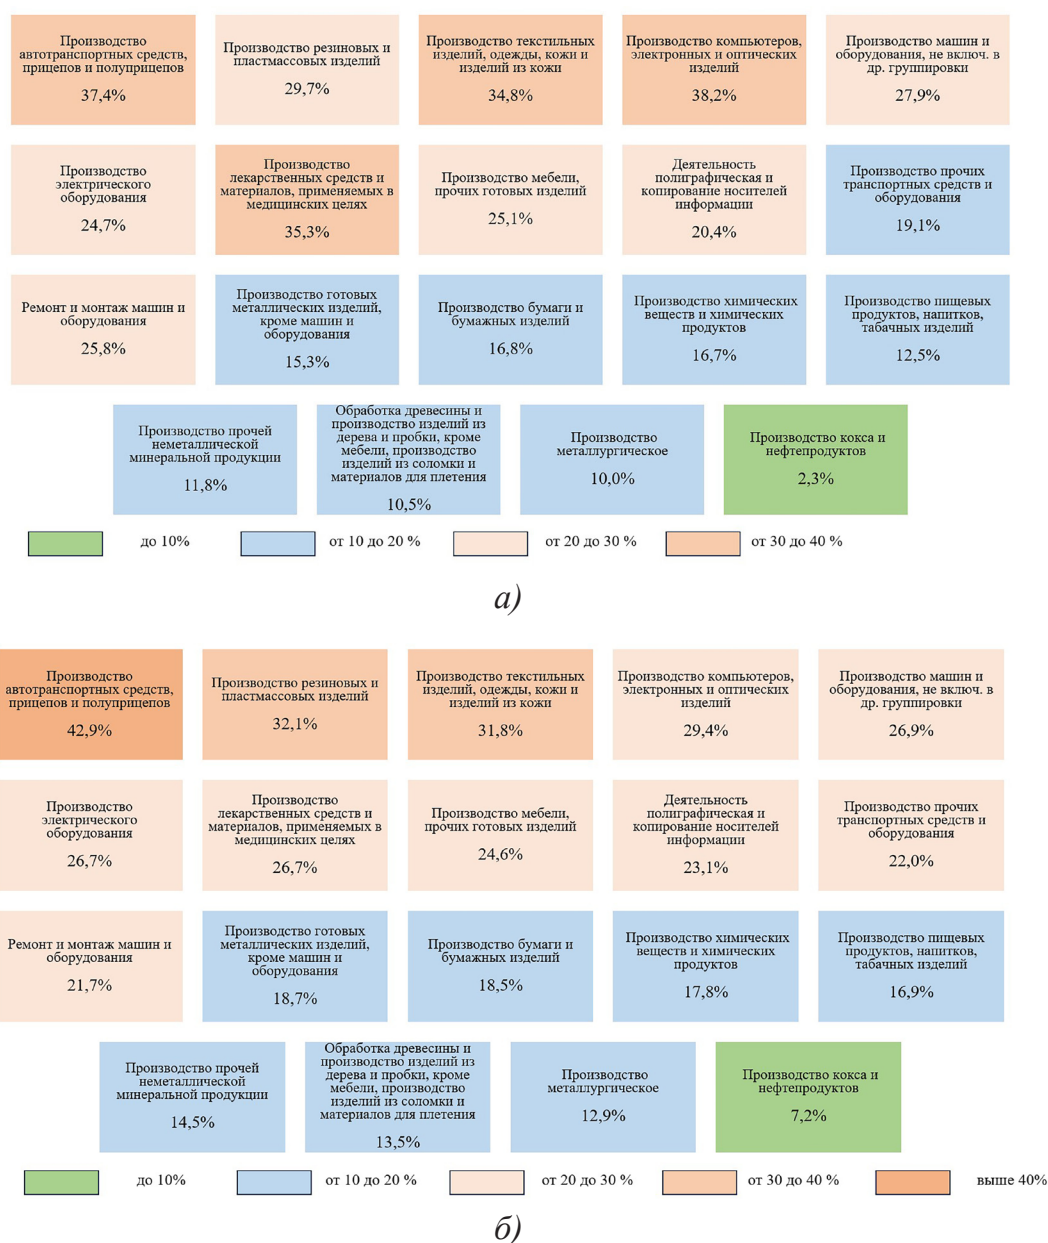 Производство
автотранспортных средств,
прицепов и полуприцепов
37,4%
Производство резиновых и
пластмассовых изделий
29,7%
Производство текстильных
изделий, одежды, кожи и
изделий из кожи
34,8%
Производство компьютеров,
электронных и оптических
изделий
38,2%
Производство машин и
оборудования, не включ. в
др. группировки
27,9%
Производство
электрического
оборудования
24,7%
Производство
лекарственных средств и
материалов, применяемых в
медицинских целях
35,3%
Производство мебели,
прочих готовых изделий
25,1%
Деятельность
полиграфическая и
копирование носителей
информации
20,4%
Производство прочих
транспортных средств и
оборудования
19,1%
Ремонт и монтаж машин и
оборудования
25,8%
Производство готовых
металлических изделий,
кроме машин и
оборудования
15,3%
Производство бумаги и
бумажных изделий
16,8%
Производство химических
веществ и химических
продуктов
16,7%
Производство пищевых
продуктов, напитков,
табачных изделий
12,5%
Производство прочей
неметаллической
минеральной продукции
11,8%
Обработка древесины и
производство изделий из
дерева и пробки, кроме
мебели, производство
изделий из соломки и
материалов для плетения
10,5%
Производство
металлургическое
10,0%
Производство кокса и
нефтепродуктов
2,3%
до 10%
от 10 до 20 %
от 20 до 30 %
от 30 до 40 %
а)
Производство
автотранспортных средств,
прицепов и полуприцепов
42,9%
Производство резиновых и
пластмассовых изделий
32,1%
Производство текстильных
изделий, одежды, кожи и
изделий из кожи
31,8%
Производство компьютеров,
электронных и оптических
изделий
29,4%
Производство машин и
оборудования, не включ. в
др. группировки
26,9%
Производство
электрического
оборудования
26,7%
Производство
лекарственных средств и
материалов, применяемых в
медицинских целях
26,7%
Производство мебели,
прочих готовых изделий
24,6%
Деятельность
полиграфическая и
копирование носителей
информации
23,1%
Производство прочих
транспортных средств и
оборудования
22,0%
Ремонт и монтаж машин и
оборудования
21,7%
Производство готовых
металлических изделий,
кроме машин и
оборудования
18,7%
Производство бумаги и
бумажных изделий
18,5%
Производство химических
веществ и химических
продуктов
17,8%
Производство пищевых
продуктов, напитков,
табачных изделий
16,9%
Производство прочей
неметаллической
минеральной продукции
14,5%
Обработка древесины и
производство изделий из
дерева и пробки, кроме
мебели, производство
изделий из соломки и
материалов для плетения
13,5%
Производство
металлургическое
12,9%
Производство кокса и
нефтепродуктов
7,2%
до 10%
от 10 до 20 %
от 20 до 30 %
от 30 до 40 %
выше 40%
б)